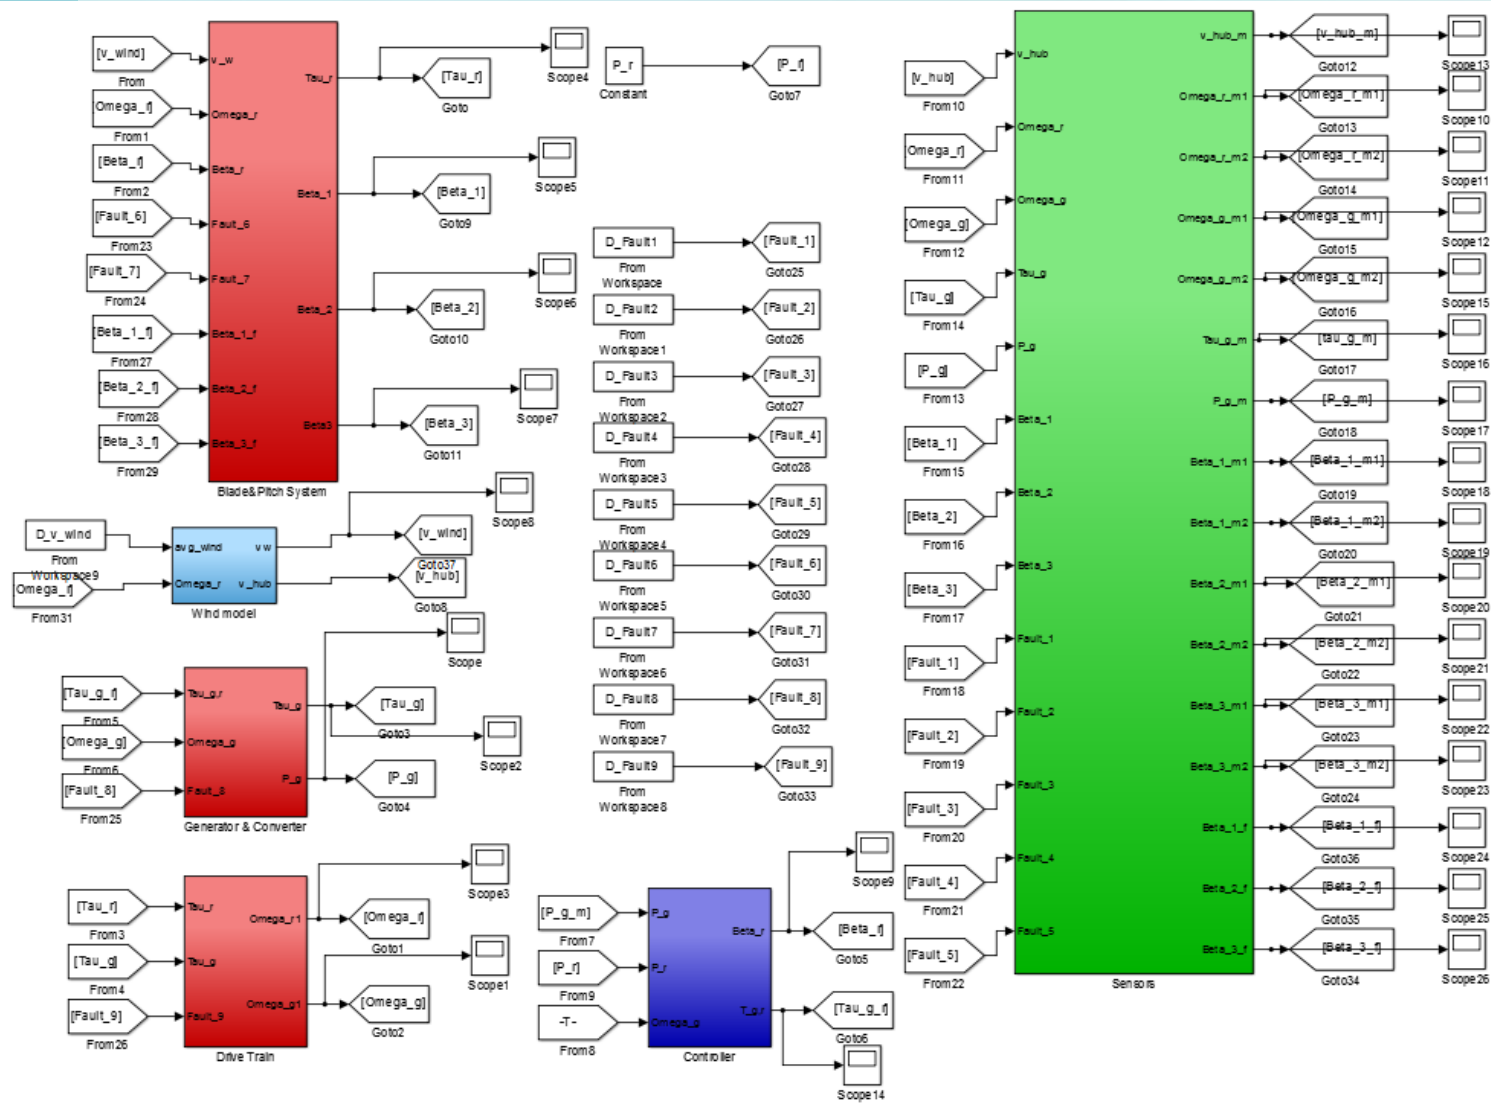 [v_wind]
From
[Omega_r]
From1
[Beta_r]
From2
[Fault_6]
From23
[Fault_7]
From24
[Beta_1_f]
From27
[Beta_2_f]
From28
[Beta_3_f]
From29
v_w
Omega_r
Beta_r
Fault_6
Fault_7
Beta_1_f
Beta_2_f
Beta_3_f
Tau_r
Beta_1
Beta_2
Beta3
Blade&Pitch System
Scope4
[Tau_r]
Goto
Scope5
[Beta_1]
Goto9
Scope6
[Beta_2]
Goto10
Scope7
[Beta_3]
Goto11
P_r
Constant
[P_r]
Goto7
D_v_wind
From
Workspace9
Omega_r]
From31
avg_wind
Omega_r
v w
v_hub
Wind model
Scope8
[v_wind]
Goto37
[v_hub]
Goto8
[Tau_g_r]
From5
[Omega_g]
From6
[Fault_8]
From25
Tau_g,r
Omega_g
Fault_8
Tau_g
P_g
Generator & Converter
Scope
[Tau_g]
Goto3
Scope2
[P_g]
Goto4
[Tau_r]
From3
[Tau_g]
From4
[Fault_9]
From26
Tau_r
Tau_g
Fault_9
Omega_r1
Omega_g1
Drive Train
Scope3
[Omega_r]
Goto1
Scope1
[Omega_g]
Goto2
D_Fault1
From
Workspace
[Fault_1]
Goto25
D_Fault2
From
Workspace1
[Fault_2]
Goto26
D_Fault3
From
Workspace2
[Fault_3]
Goto27
D_Fault4
From
Workspace3
[Fault_4]
Goto28
D_Fault5
From
Workspace4
[Fault_5]
Goto29
D_Fault6
From
Workspace5
[Fault_6]
Goto30
D_Fault7
From
Workspace6
[Fault_7]
Goto31
D_Fault8
From
Workspace7
[Fault_8]
Goto32
D_Fault9
From
Workspace8
[Fault_9]
Goto33
[P_g_m]
From7
[P_r]
From9
-T-
From8
P_g
P_r
Omega_g
Beta_r
T_g,r
Controller
Scope9
[Beta_r]
Goto5
[Tau_g_r]
Goto6
Scope14
[v_hub]
From10
[Omega_r]
From11
[Omega_g]
From12
[Tau_g]
From14
[P_g]
From13
[Beta_1]
From15
[Beta_2]
From16
[Beta_3]
From17
[Fault_1]
From18
[Fault_2]
From19
[Fault_3]
From20
[Fault_4]
From21
[Fault_5]
From22
v_hub
Omega_r
Omega_g
Tau_g
P_g
Beta_1
Beta_2
Beta_3
Fault_1
Fault_2
Fault_3
Fault_4
Fault_5
v_hub_m
Omega_r_m1
Omega_r_m2
Omega_g_m1
Omega_g_m2
Tau_g_m
P_g_m
Beta_1_m1
Beta_1_m2
Beta_2_m1
Beta_2_m2
Beta_3_m1
Beta_3_m2
Beta_1_f
Beta_2_f
Beta_3_f
Sensors
[v_hub_m]
Goto12
Scope13
[Omega_r_m1]
Goto13
Scope10
[Omega_r_m2]
Goto14
Scope11
[Omega_g_m1]
Goto15
Scope12
[Omega_g_m2]
Goto16
Scope15
[tau_g_m]
Goto17
Scope16
[P_g_m]
Goto18
Scope17
[Beta_1_m1]
Goto19
Scope18
[Beta_1_m2]
Goto20
Scope19
[Beta_2_m1]
Goto21
Scope20
[Beta_2_m2]
Goto22
Scope21
[Beta_3_m1]
Goto23
Scope22
[Beta_3_m2]
Goto24
Scope23
[Beta_1_f]
Goto36
Scope24
[Beta_2_f]
Goto35
Scope25
[Beta_3_f]
Goto34
Scope26